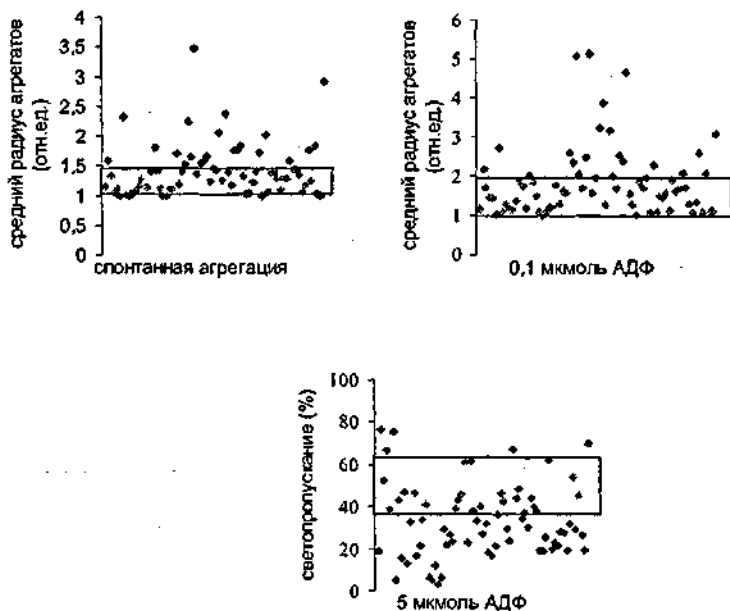 средний радиус агрегатов
(отн.ед.)
4
3,5
3
2,5
2
1,5
1
0,5
0
спонтанная агрегация
средний радиус агрегатов
(отн.ед.)
6
5
4
3
2
1
0
0,1 мкмоль АДФ
светопропускание (%)
100
80
60
40
20
0
5 мкмоль АДФ